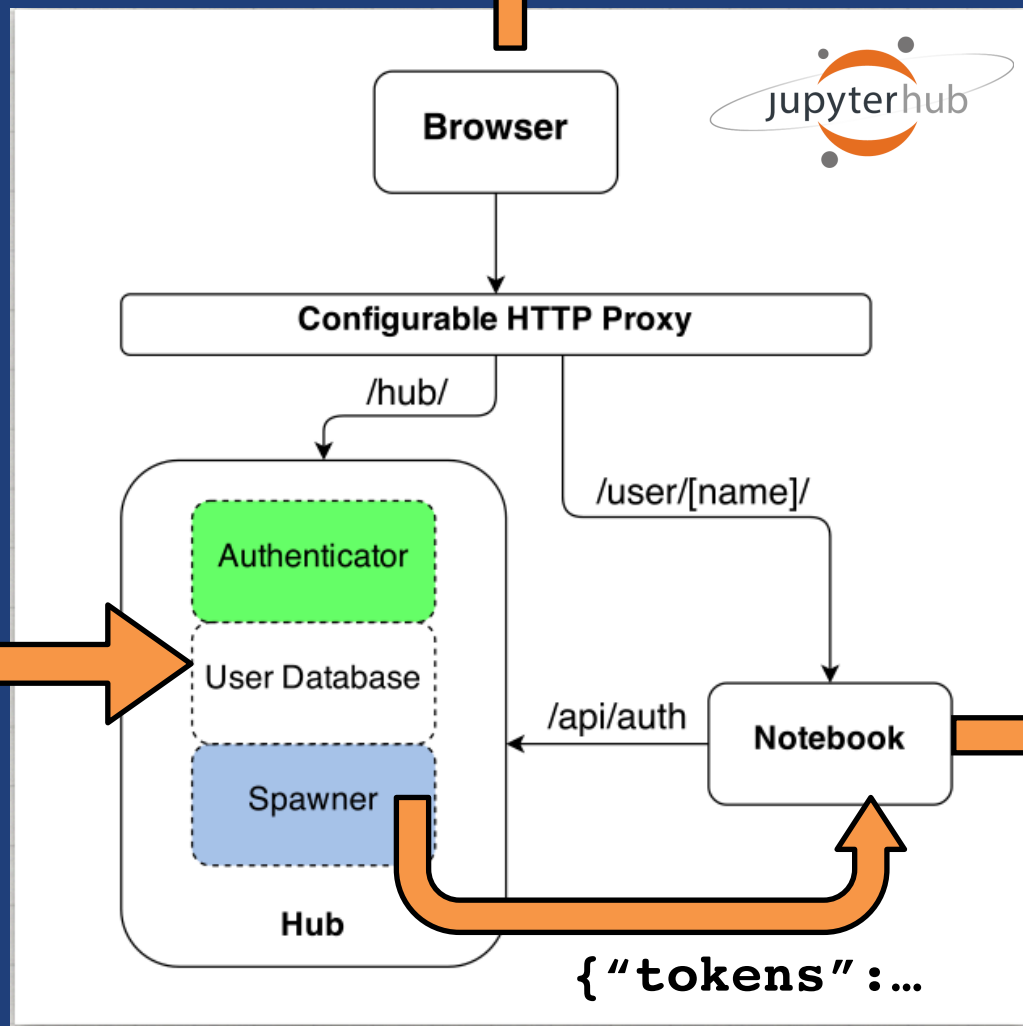 jupyterhub
Browser
Configurable HTTP Proxy
/hub/
/user/[name]/
Authenticator
User Database
/api/auth
Notebook
Spawner
Hub
{“tokens”:…